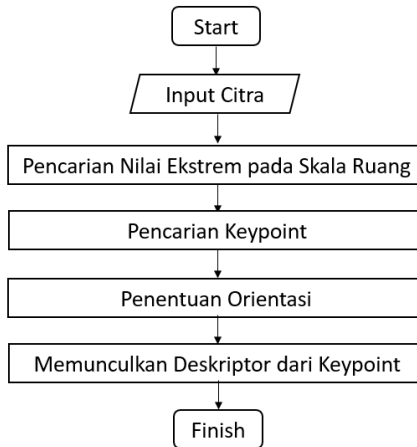 Start
Input Citra
Pencarian Nilai Ekstrem pada Skala Ruang
Pencarian Keypoint
Penentuan Orientasi
Memunculkan Deskriptor dari Keypoint
Finish